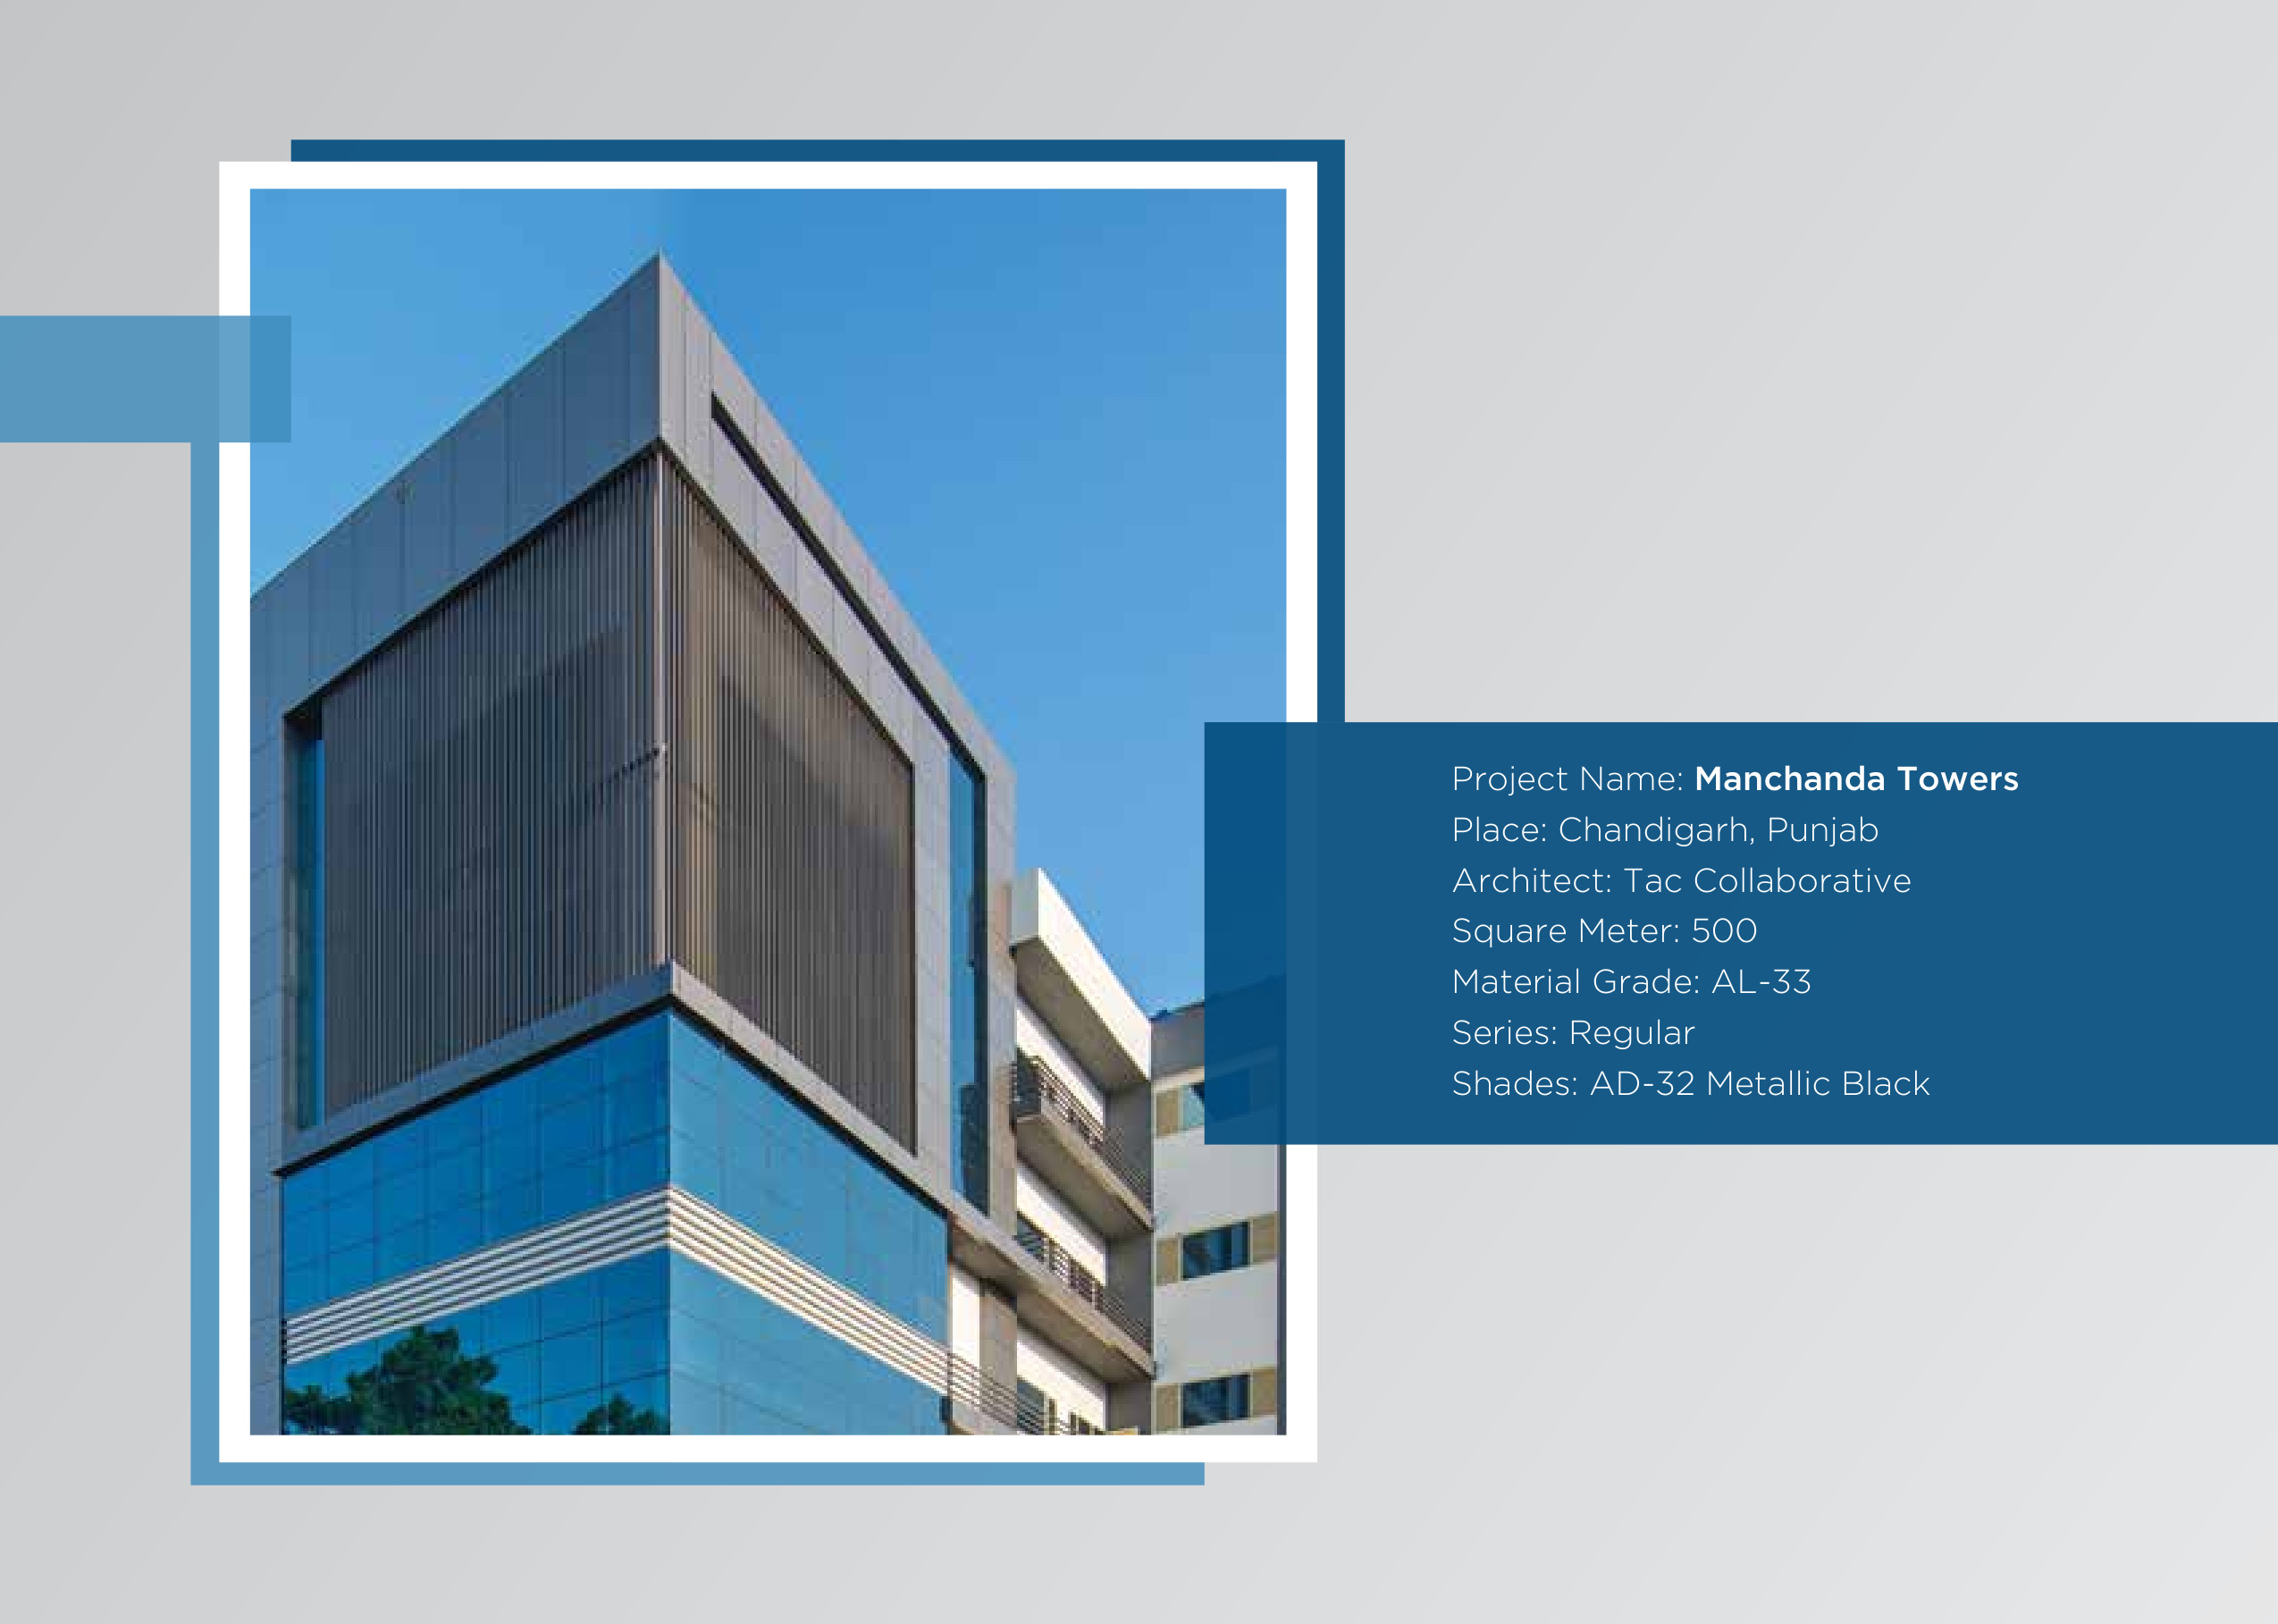 Project Name: Manchanda Towers
Place: Chandigarh, Punjab
Architect: Tac Collaborative
Square Meter: 500
Material Grade: AL-33
Series: Regular
Shades: AD-32 Metallic Black